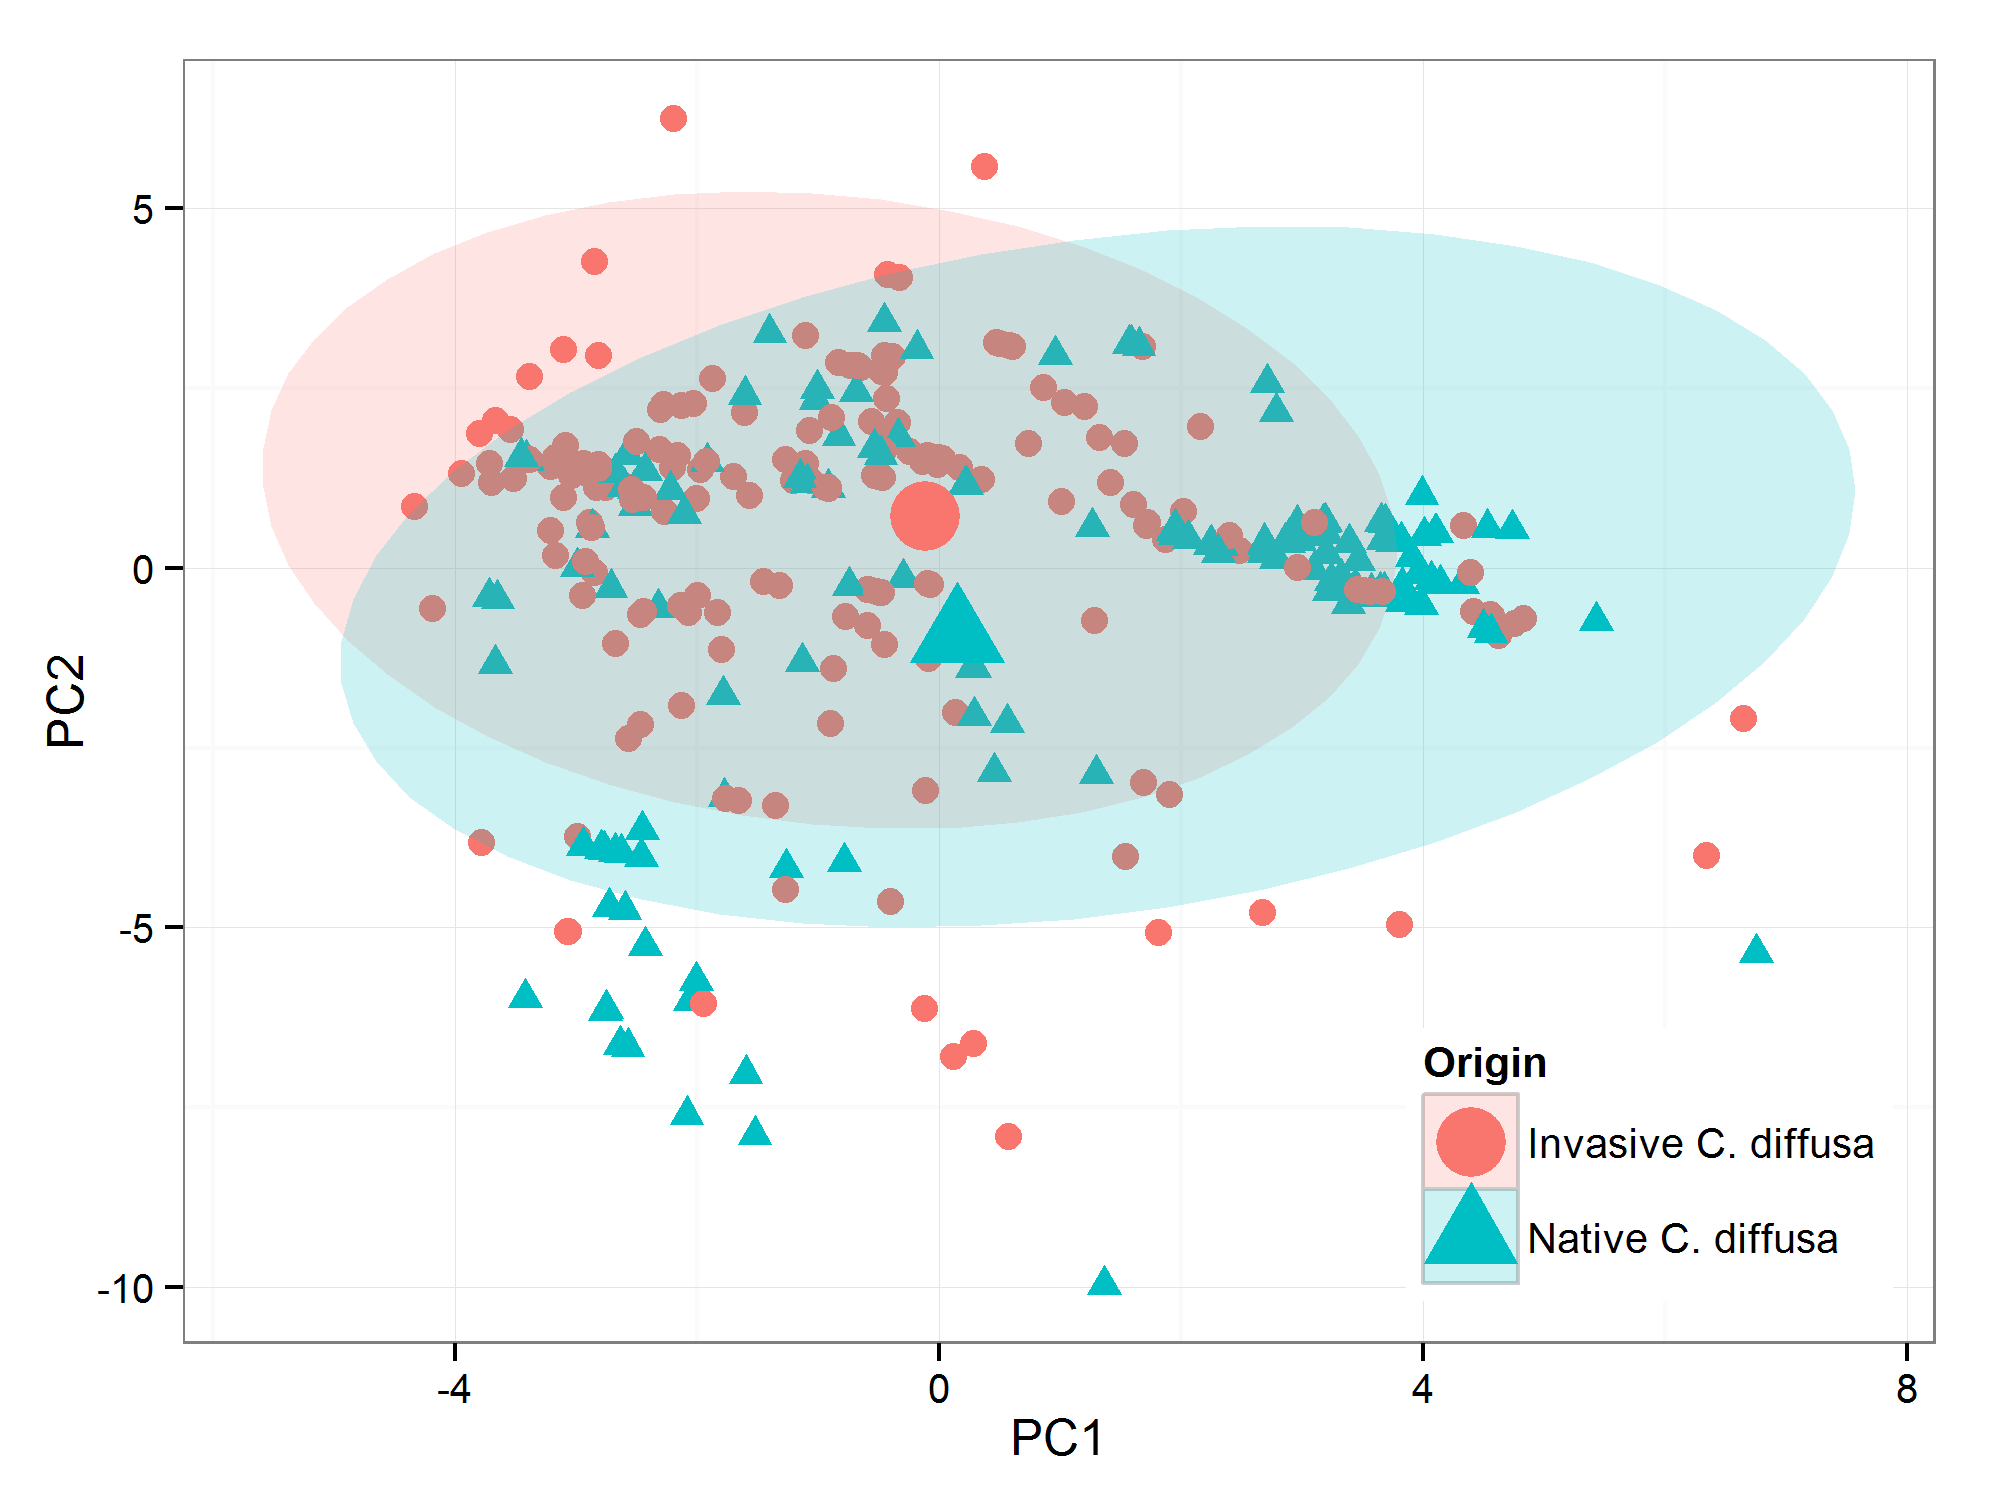 5
0
-5
-10
PC2
-4
0
4
8
PC1
Origin
Invasive C. diffusa
Native C. diffusa